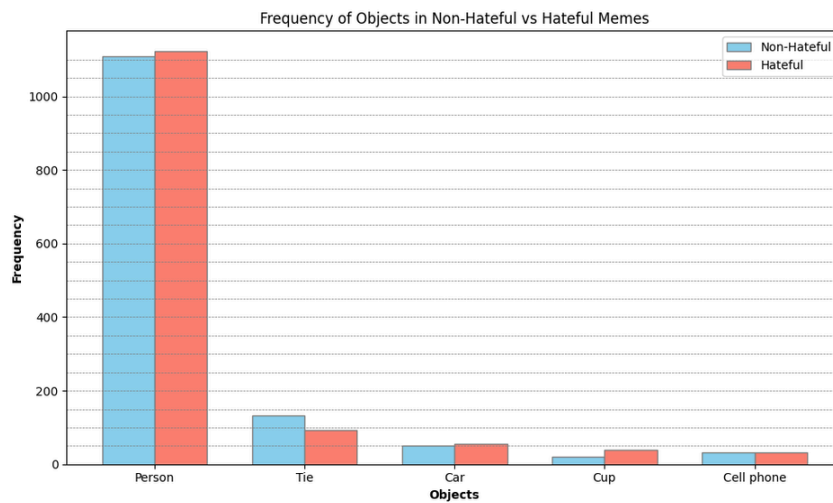 Frequency of Objects in Non-Hateful vs Hateful Memes
Non-Hateful
Hateful
Frequency
1000
800
600
400
200
0
Person Tie Car Cup Cell phone
Objects